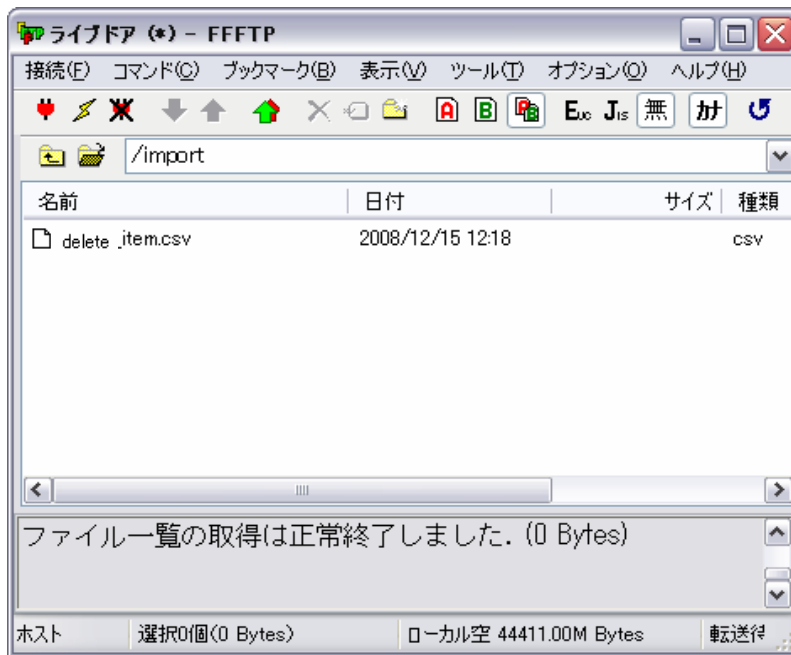 ライブドア (*) - FFFTP
接続(F) コマンド(C) ブックマーク(B) 表示(V) ツール(T) オプション(O) ヘルプ(H)
A B B Euc Jis 無 カナ
/import
名前 日付 サイズ 種類
delete_item.csv 2008/12/15 12:18 csv
ファイル一覧の取得は正常終了しました. (0 Bytes)
ホスト 選択0個(0 Bytes) ローカル空 44411.00M Bytes 転送待